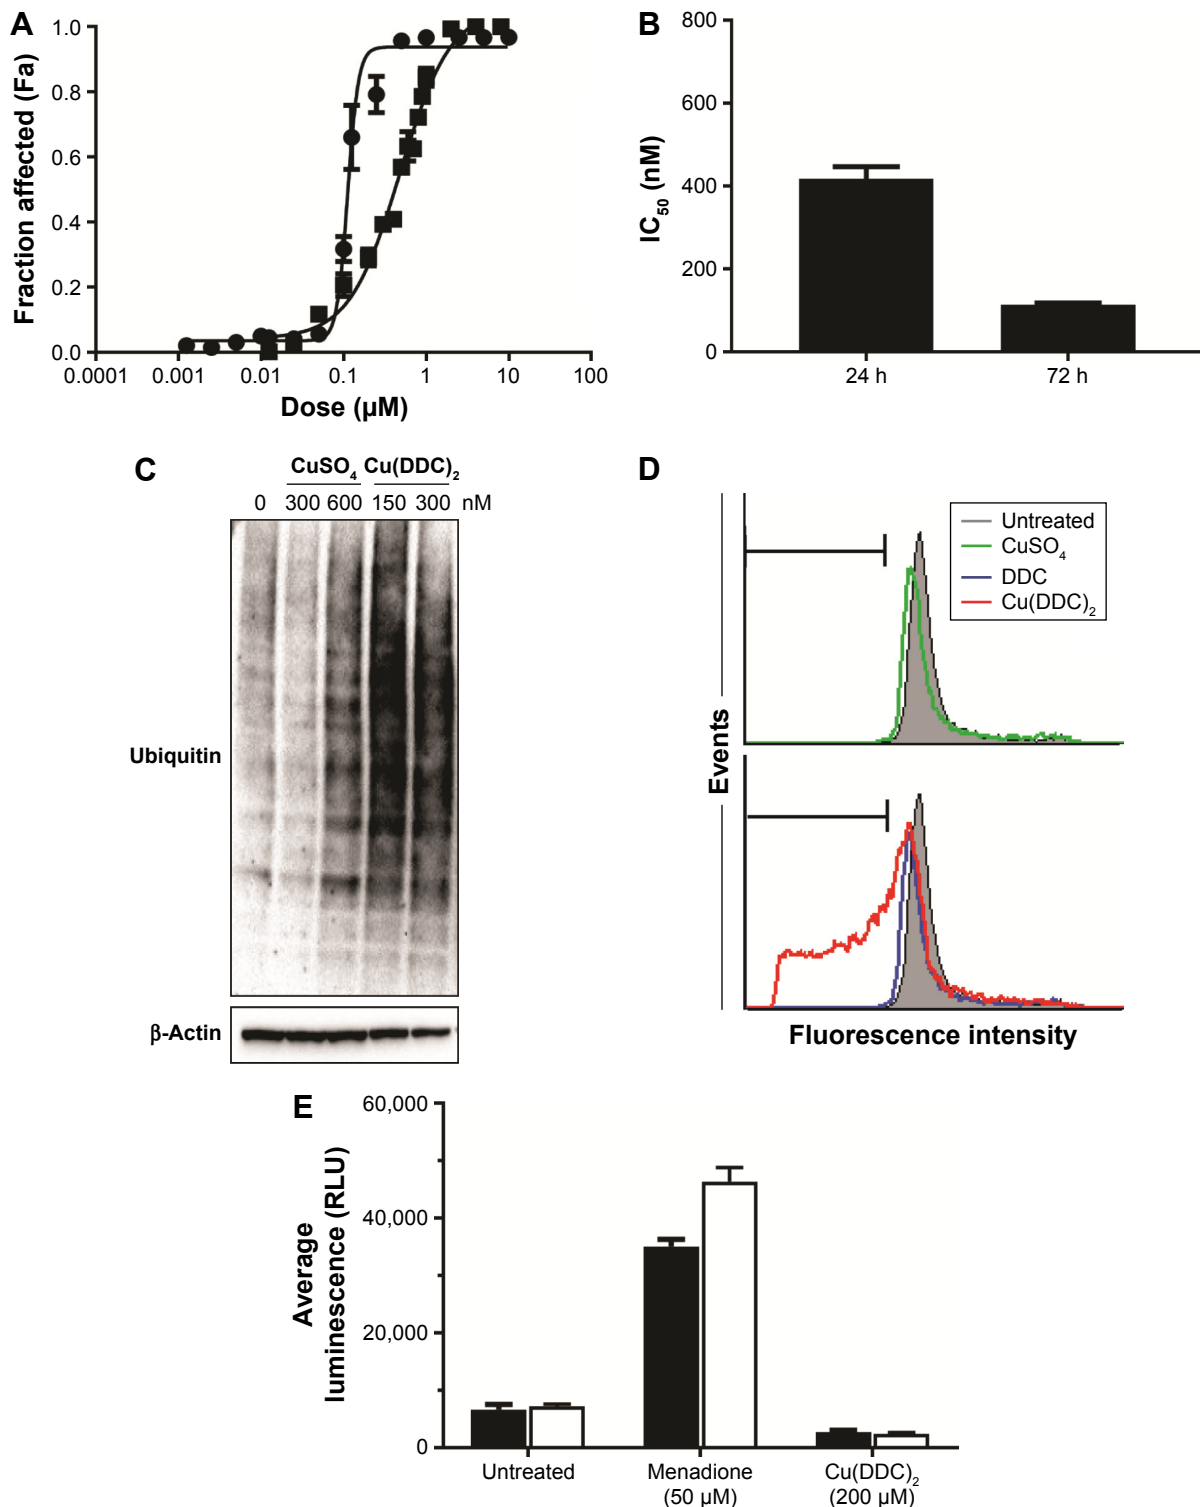 A
Fraction affected (Fa)
1.0
0.8
0.6
0.4
0.2
0.0
0.0001 0.001 0.01 0.1 1 10 100
Dose (µM)
B
IC50 (nM)
800
600
400
200
0
24 h 72 h
C
CuSO4 Cu(DDC)2
0 300 600 150 300 nM
Ubiquitin
β-Actin
D
Events
Untreated
CuSO4
DDC
Cu(DDC)2
Fluorescence intensity
E
Average
luminescence (RLU)
60,000
40,000
20,000
0
Untreated Menadione Cu(DDC)2
(50 µM) (200 µM)